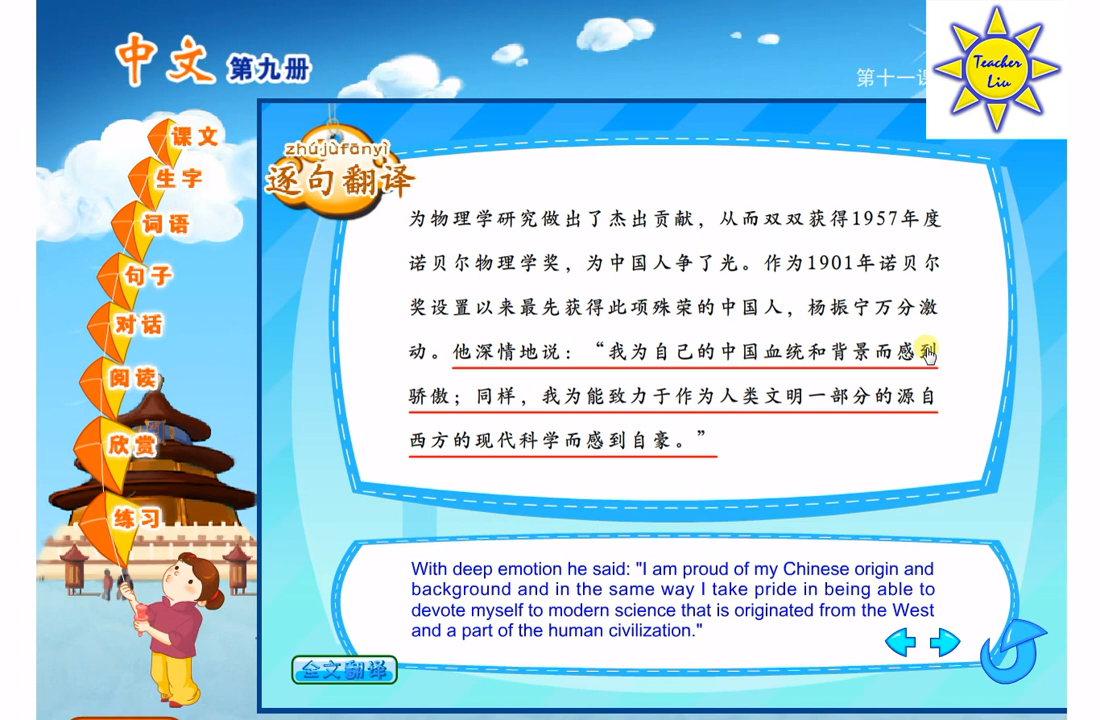 中文 第九册
第十一课
Teacher
Liu
课文
生字
词语
句子
对话
阅读
欣赏
练习
zhújùfānyì
逐句翻译
为物理学研究做出了杰出贡献，从而双双获得1957年度
诺贝尔物理学奖，为中国人争了光。作为1901年诺贝尔
奖设置以来最先获得此项殊荣的中国人，杨振宁万分激
动。他深情地说：“我为自己的中国血统和背景而感到
骄傲；同样，我为能致力于作为人类文明一部分的源自
西方的现代科学而感到自豪。”
With deep emotion he said: "I am proud of my Chinese origin and
background and in the same way I take pride in being able to
devote myself to modern science that is originated from the West
and a part of the human civilization."
全文翻译